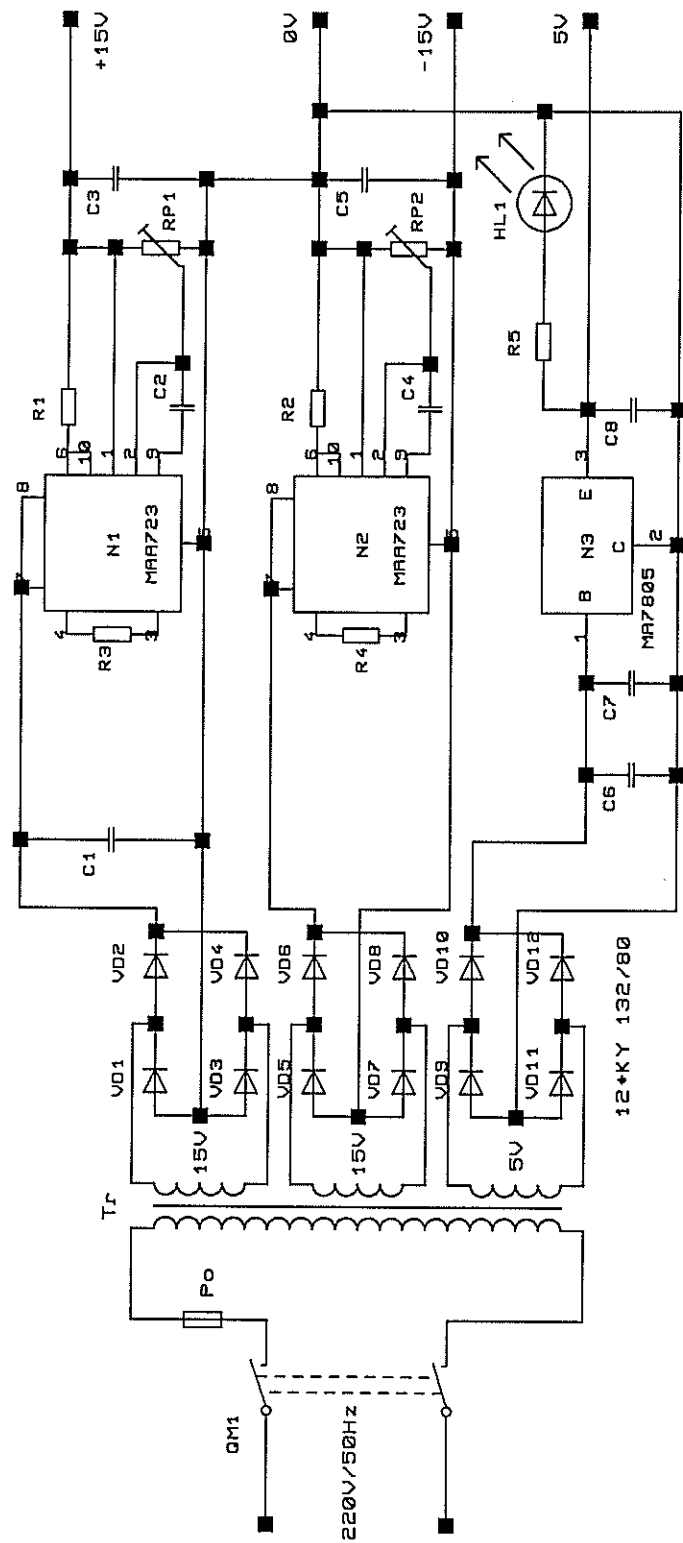 QM1
220V/50Hz
Po
Tr
15V
15V
5V
VD1
VD2
VD3
VD4
VD5
VD6
VD7
VD8
VD9
VD10
VD11
VD12
12*KY 132/80
C1
R3
4
3
7
8
N1
MAA723
6
10
1
2
9
5
R1
C2
RP1
C3
+15V
R4
4
3
7
8
N2
MAA723
6
10
1
2
9
5
R2
C4
RP2
C5
0V
-15V
C6
C7
1
B
N3
E
C
3
2
MA7805
C8
R5
HL1
5V